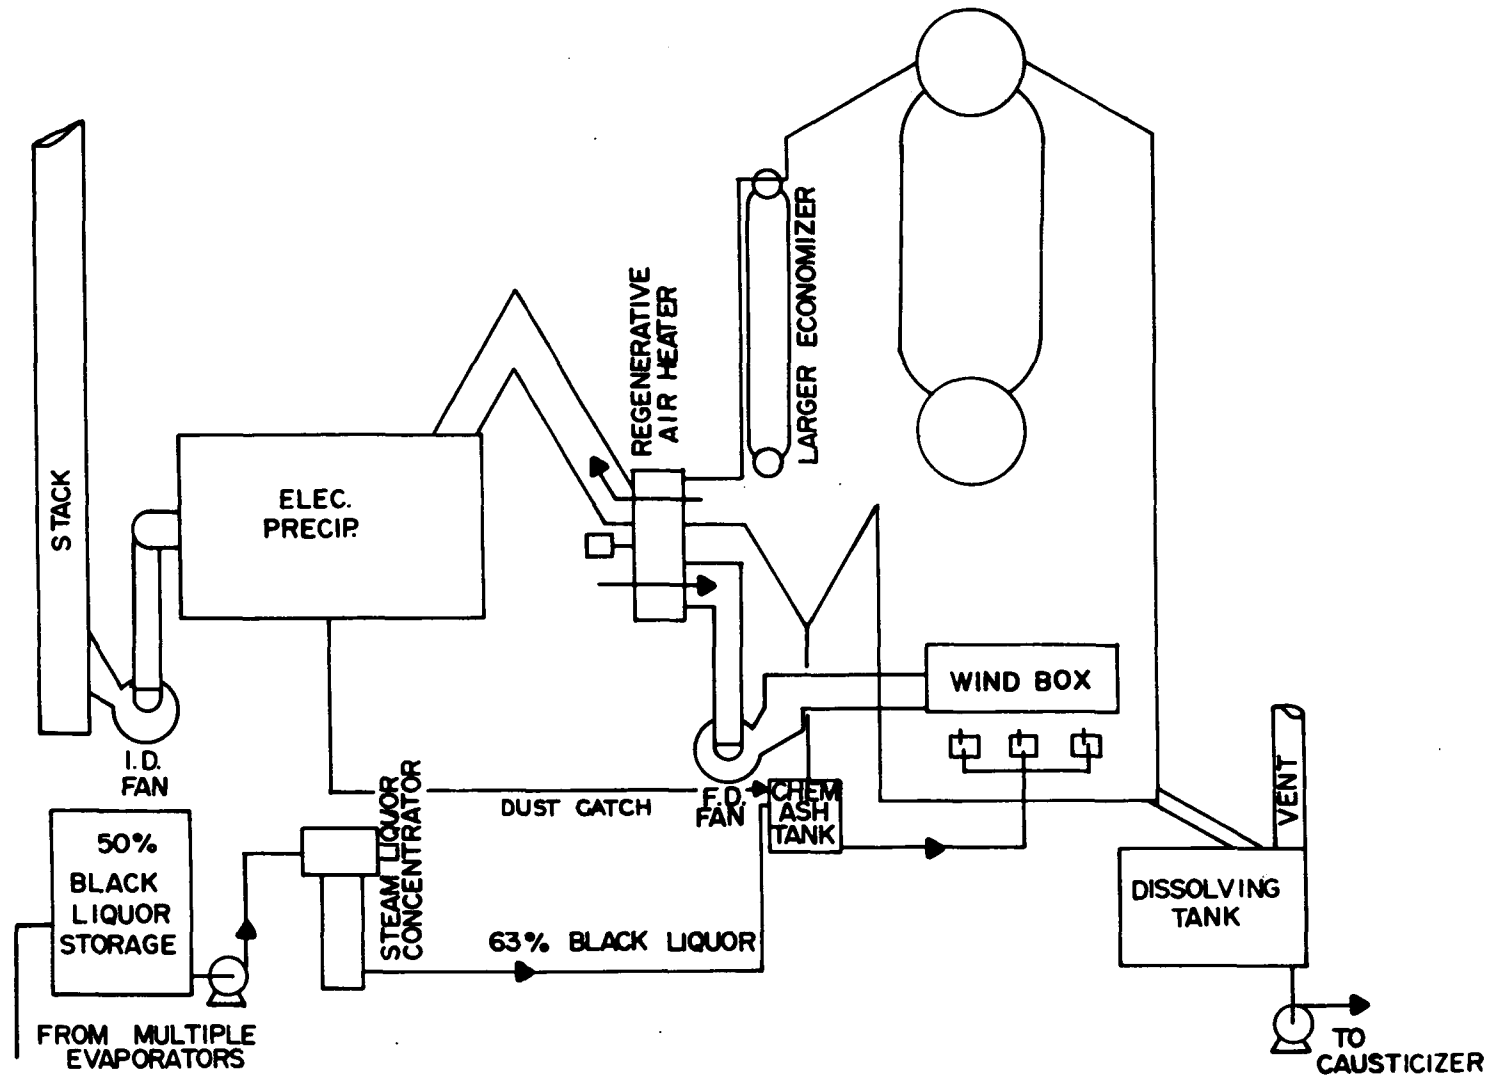 LARGER ECONOMIZER
REGENERATIVE
AIR HEATER
STACK
ELEC.
PRECIP.
WIND BOX
I.D.
FAN
DUST CATCH
F.D.
FAN
CHEM
ASH
TANK
VENT
STEAM LIQUOR
CONCENTRATOR
50%
BLACK
LIQUOR
STORAGE
DISSOLVING
TANK
63% BLACK LIQUOR
FROM MULTIPLE
EVAPORATORS
TO
CAUSTICIZER